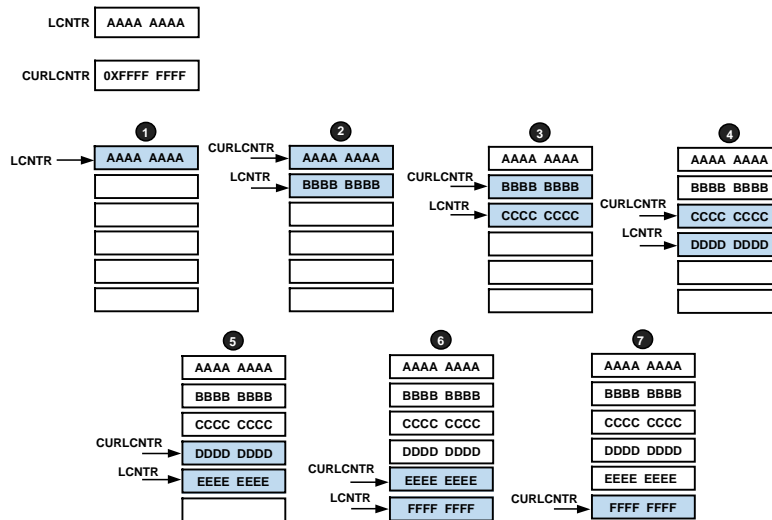 LCNTR AAAA AAAA
CURLCNTR 0XFFFF FFFF
1
LCNTR AAAA AAAA
2
CURLCNTR AAAA AAAA
LCNTR BBBB BBBB
3
AAAA AAAA
CURLCNTR BBBB BBBB
LCNTR CCCC CCCC
4
AAAA AAAA
BBBB BBBB
CURLCNTR CCCC CCCC
LCNTR DDDD DDDD
5
AAAA AAAA
BBBB BBBB
CCCC CCCC
CURLCNTR DDDD DDDD
LCNTR EEEE EEEE
6
AAAA AAAA
BBBB BBBB
CCCC CCCC
DDDD DDDD
CURLCNTR EEEE EEEE
LCNTR FFFF FFFF
7
AAAA AAAA
BBBB BBBB
CCCC CCCC
DDDD DDDD
EEEE EEEE
CURLCNTR FFFF FFFF